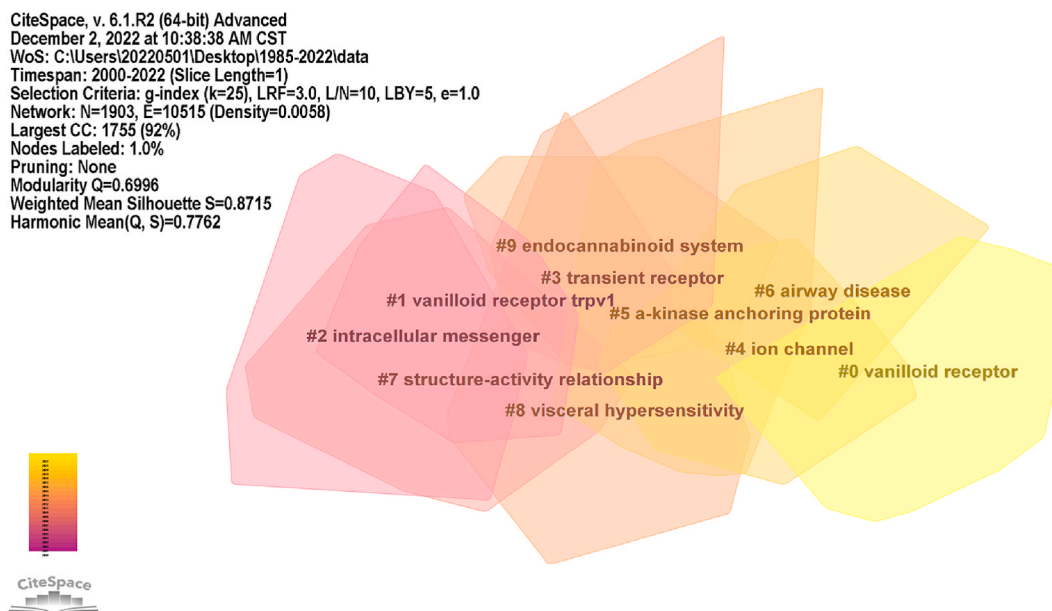 CiteSpace, v. 6.1.R2 (64-bit) Advanced
December 2, 2022 at 10:38:38 AM CST
WoS: C:\Users\20220501\Desktop\1985-2022\data
Timespan: 2000-2022 (Slice Length=1)
Selection Criteria: g-index (k=25), LRF=3.0, L/N=10, LBY=5, e=1.0
Network: N=1903, E=10515 (Density=0.0058)
Largest CC: 1755 (92%)
Nodes Labeled: 1.0%
Pruning: None
Modularity Q=0.6996
Weighted Mean Silhouette S=0.8715
Harmonic Mean(Q, S)=0.7762
#9 endocannabinoid system
#3 transient receptor
#6 airway disease
#1 vanilloid receptor trpv1
#5 a-kinase anchoring protein
#2 intracellular messenger
#4 ion channel
#0 vanilloid receptor
#7 structure-activity relationship
#8 visceral hypersensitivity
CiteSpace